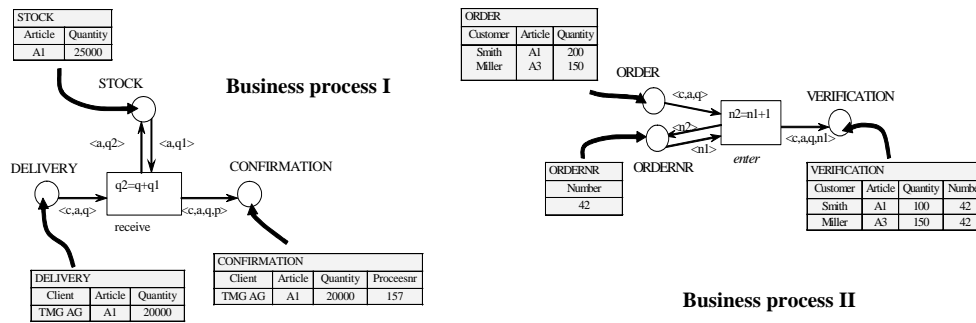 STOCK
Article Quantity
A1 25000
STOCK
Business process I
<a,q2> <a,q1>
DELIVERY
CONFIRMATION
q2=q+q1
<c,a,q>
<c,a,q,p>
receive
DELIVERY
Client Article Quantity
TMG AG A1 20000
CONFIRMATION
Client Article Quantity Proceesnr
TMG AG A1 20000 157
ORDER
Customer Article Quantity
Smith A1 200
Miller A3 150
ORDER
<c,a,q>
VERIFICATION
n2=n1+1
<n2>
<n1>
<c,a,q,n1>
enter
ORDERNR
ORDERNR
Number
42
VERIFICATION
Customer Article Quantity Numbe
Smith A1 100 42
Miller A3 150 42
Business process II